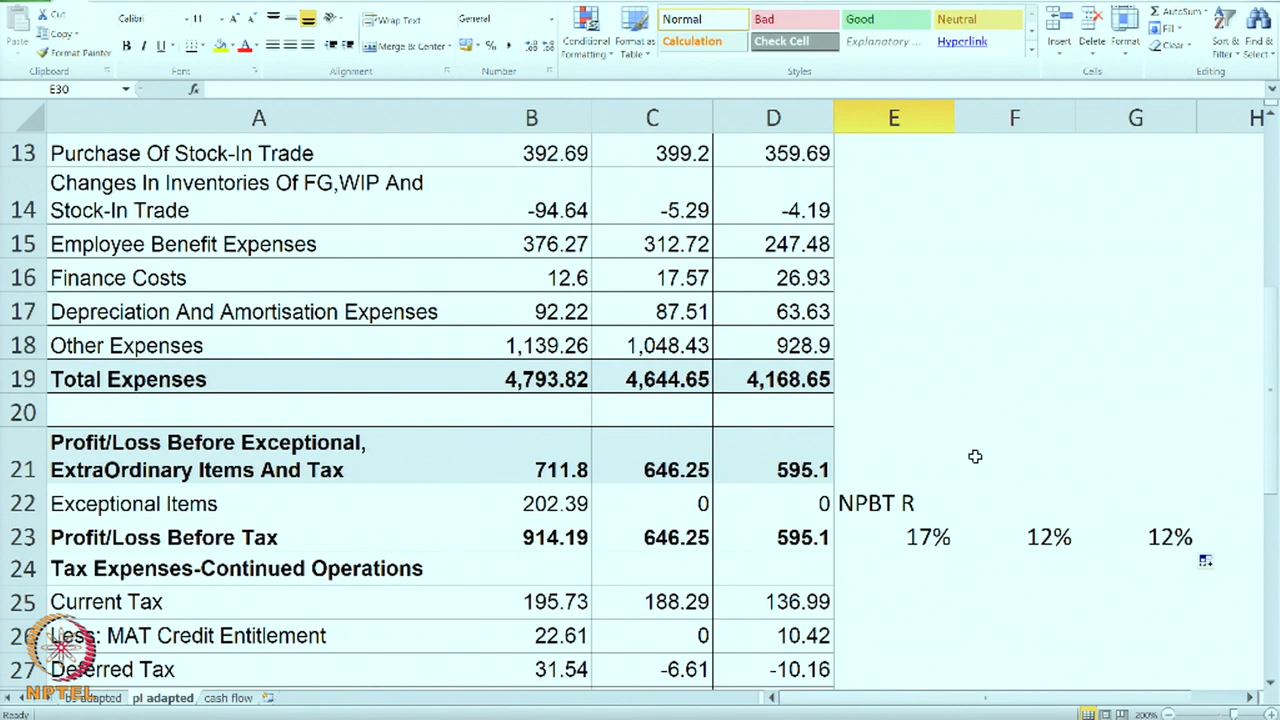 Cut
Calibri
11
Wrap Text
General
Normal
Bad
Good
Neutral
AutoSum
Copy
Fill
Paste
Format Painter
B I U
Merge & Center
%
Conditional Formatting
Format as Table
Calculation
Check Cell
Explanatory ...
Hyperlink
Insert
Delete
Format
Clear
Sort & Filter
Find & Select
Clipboard
Font
Alignment
Number
Styles
Cells
Editing
E30
fx
A B C D E F G H
13 Purchase Of Stock-In Trade 392.69 399.2 359.69
Changes In Inventories Of FG,WIP And
14 Stock-In Trade -94.64 -5.29 -4.19
15 Employee Benefit Expenses 376.27 312.72 247.48
16 Finance Costs 12.6 17.57 26.93
17 Depreciation And Amortisation Expenses 92.22 87.51 63.63
18 Other Expenses 1,139.26 1,048.43 928.9
19 Total Expenses 4,793.82 4,644.65 4,168.65
20
Profit/Loss Before Exceptional,
21 ExtraOrdinary Items And Tax 711.8 646.25 595.1
22 Exceptional Items 202.39 0 0 NPBT R
23 Profit/Loss Before Tax 914.19 646.25 595.1 17% 12% 12%
24 Tax Expenses-Continued Operations
25 Current Tax 195.73 188.29 136.99
26 Less: MAT Credit Entitlement 22.61 0 10.42
27 Deferred Tax 31.54 -6.61 -10.16
NPTEL
adapted
pl adapted
cash flow
Ready
200%